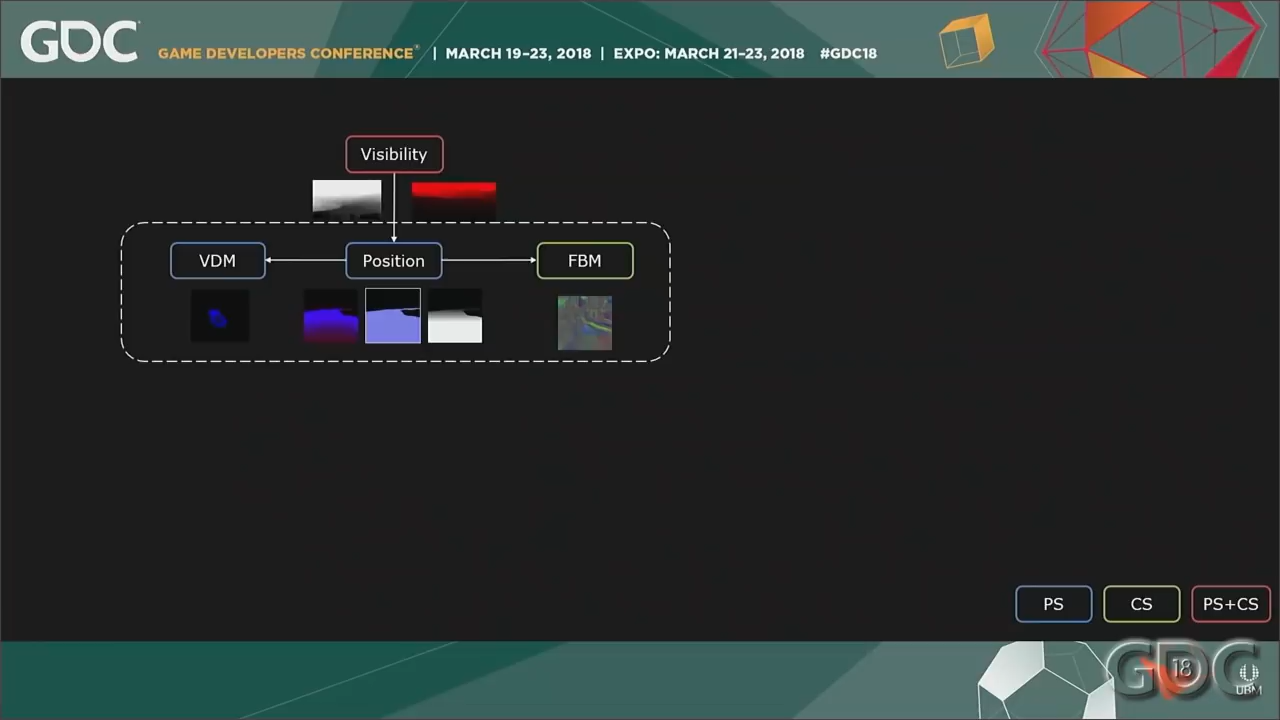 GDC
GAME DEVELOPERS CONFERENCE® | MARCH 19–23, 2018 | EXPO: MARCH 21–23, 2018 #GDC18
Visibility
VDM
Position
FBM
PS
CS
PS+CS
GDC
18
UBM